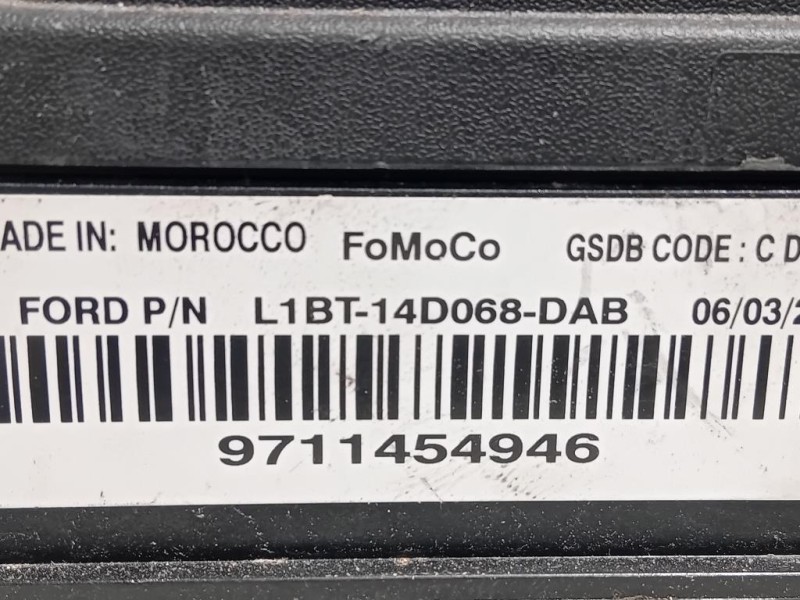 ADE IN: MOROCCO FoMoCo GSDB CODE : C D
FORD P/N L1BT-14D068-DAB 06/03/2
9711454946